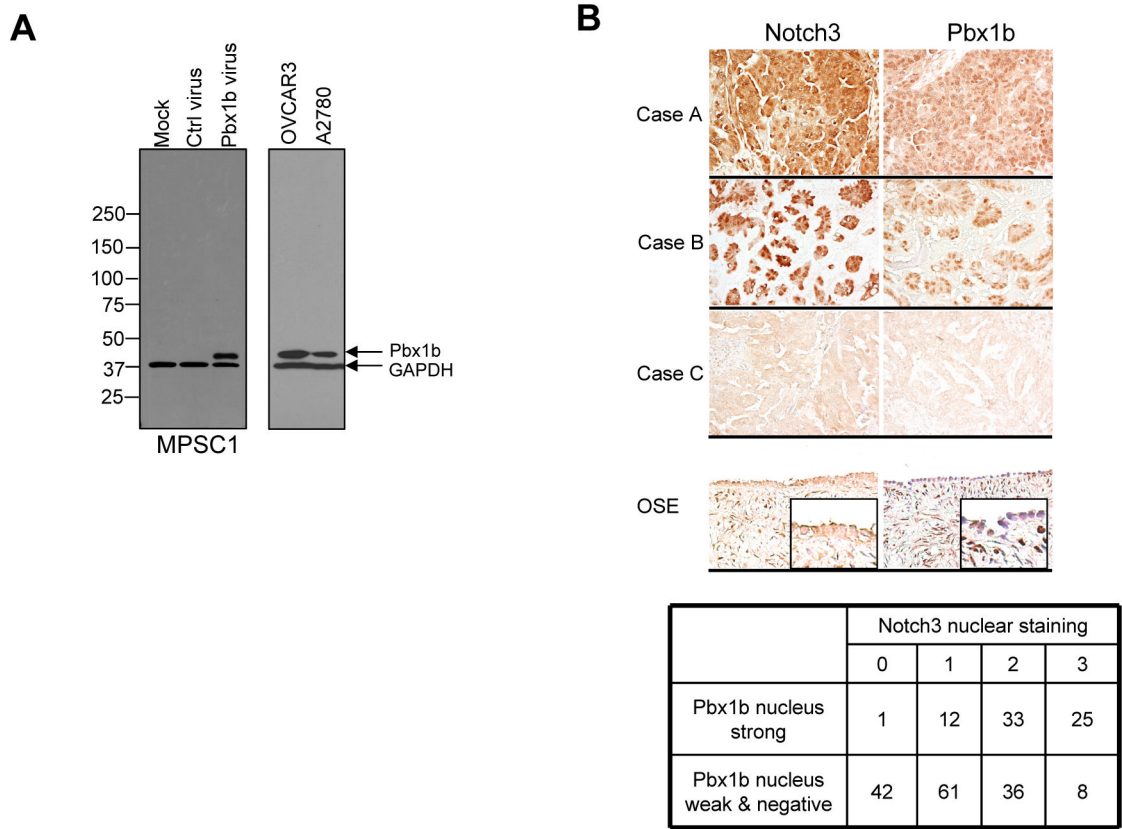 A
Mock
Ctrl virus
Pbx1b virus
OVCAR3
A2780
250
150
100
75
50
37
25
Pbx1b
GAPDH
MPSC1
B
Notch3 Pbx1b
Case A
Case B
Case C
OSE
Notch3 nuclear staining
0 1 2 3
Pbx1b nucleus
strong
1 12 33 25
Pbx1b nucleus
weak & negative
42 61 36 8